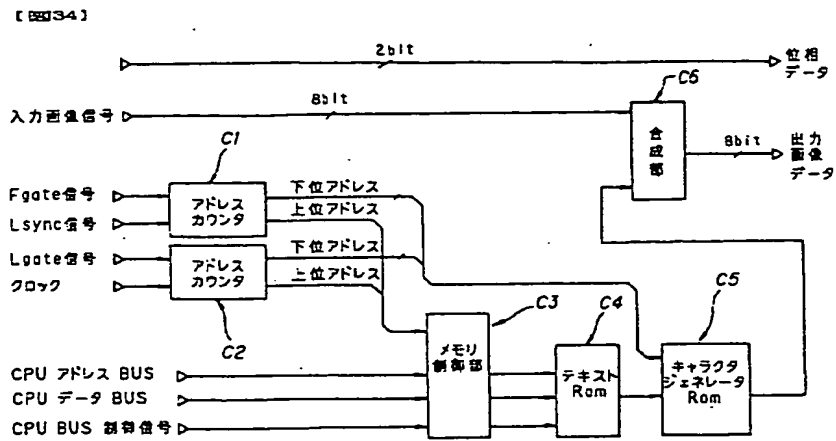 【図34】
2bit
位相
データ
入力画像信号
8bit
C6
合成部
8bit
出力
画像
データ
C1
Fgate信号
Lsync信号
アドレス
カウンタ
下位アドレス
上位アドレス
Lgate信号
クロック
アドレス
カウンタ
下位アドレス
上位アドレス
C2
C3
メモリ
制御部
C4
テキスト
Ram
C5
キャラクタ
ジェネレータ
Ram
CPU アドレス BUS
CPU データ BUS
CPU BUS 制御信号